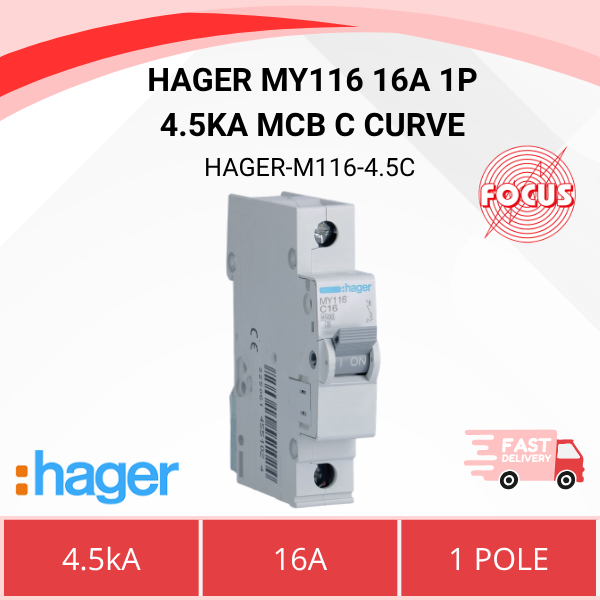 HAGER MY116 16A 1P
4.5KA MCB C CURVE
HAGER-M116-4.5C
FOCUS
:hager
MY116
C16
I ON
CE
FAST
DELIVERY
:hager
4.5kA
16A
1 POLE